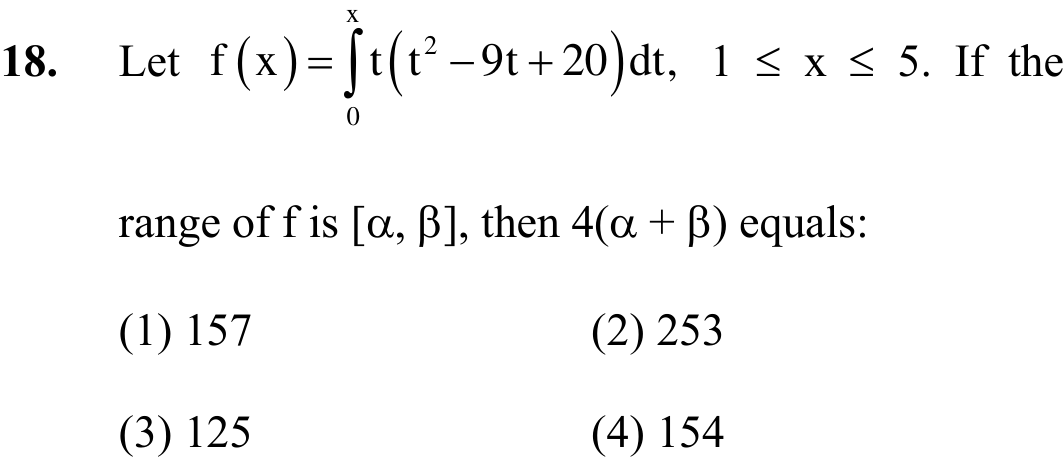 18. Let f(x) = ∫₀ˣ t(t² – 9t + 20)dt, 1 ≤ x ≤ 5. If the
range of f is [α, β], then 4(α + β) equals:
(1) 157 (2) 253
(3) 125 (4) 154